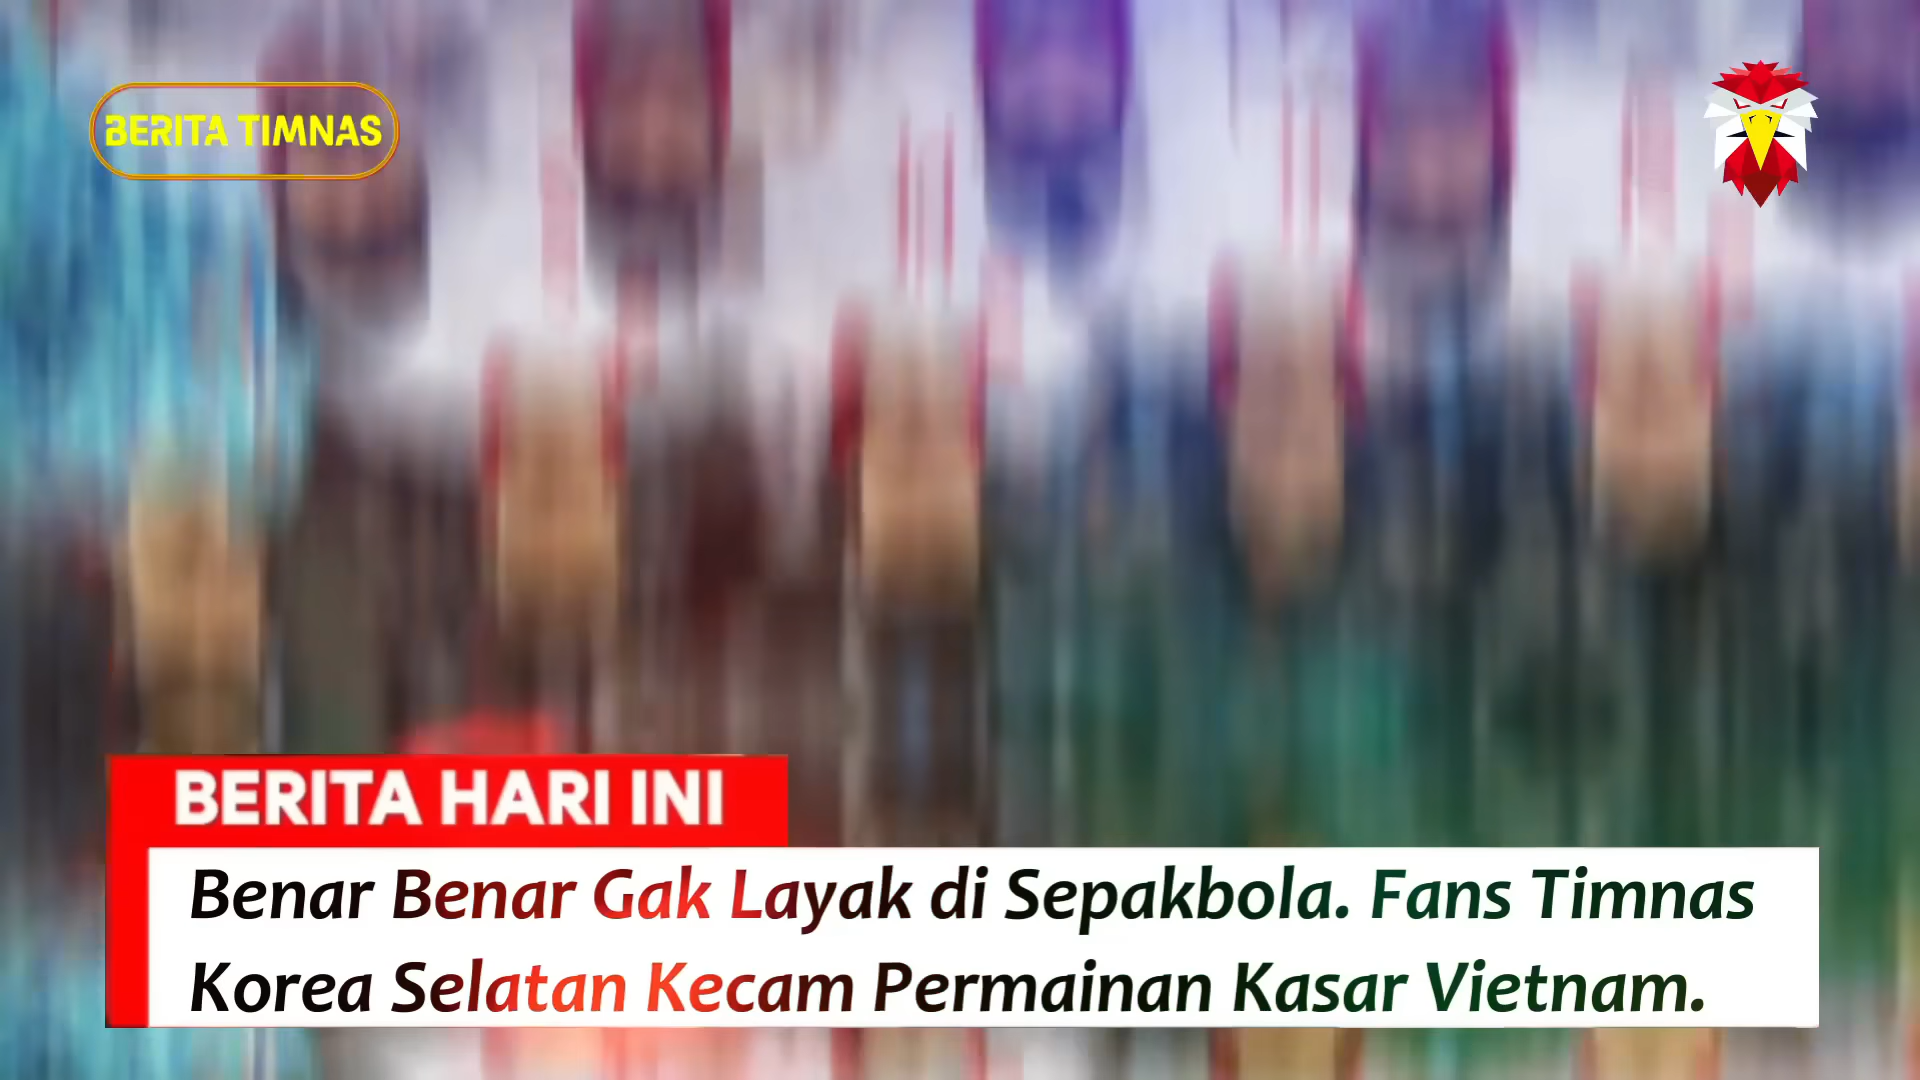 BERITA TIMNAS
BERITA HARI INI
Benar Benar Gak Layak di Sepakbola. Fans Timnas
Korea Selatan Kecam Permainan Kasar Vietnam.